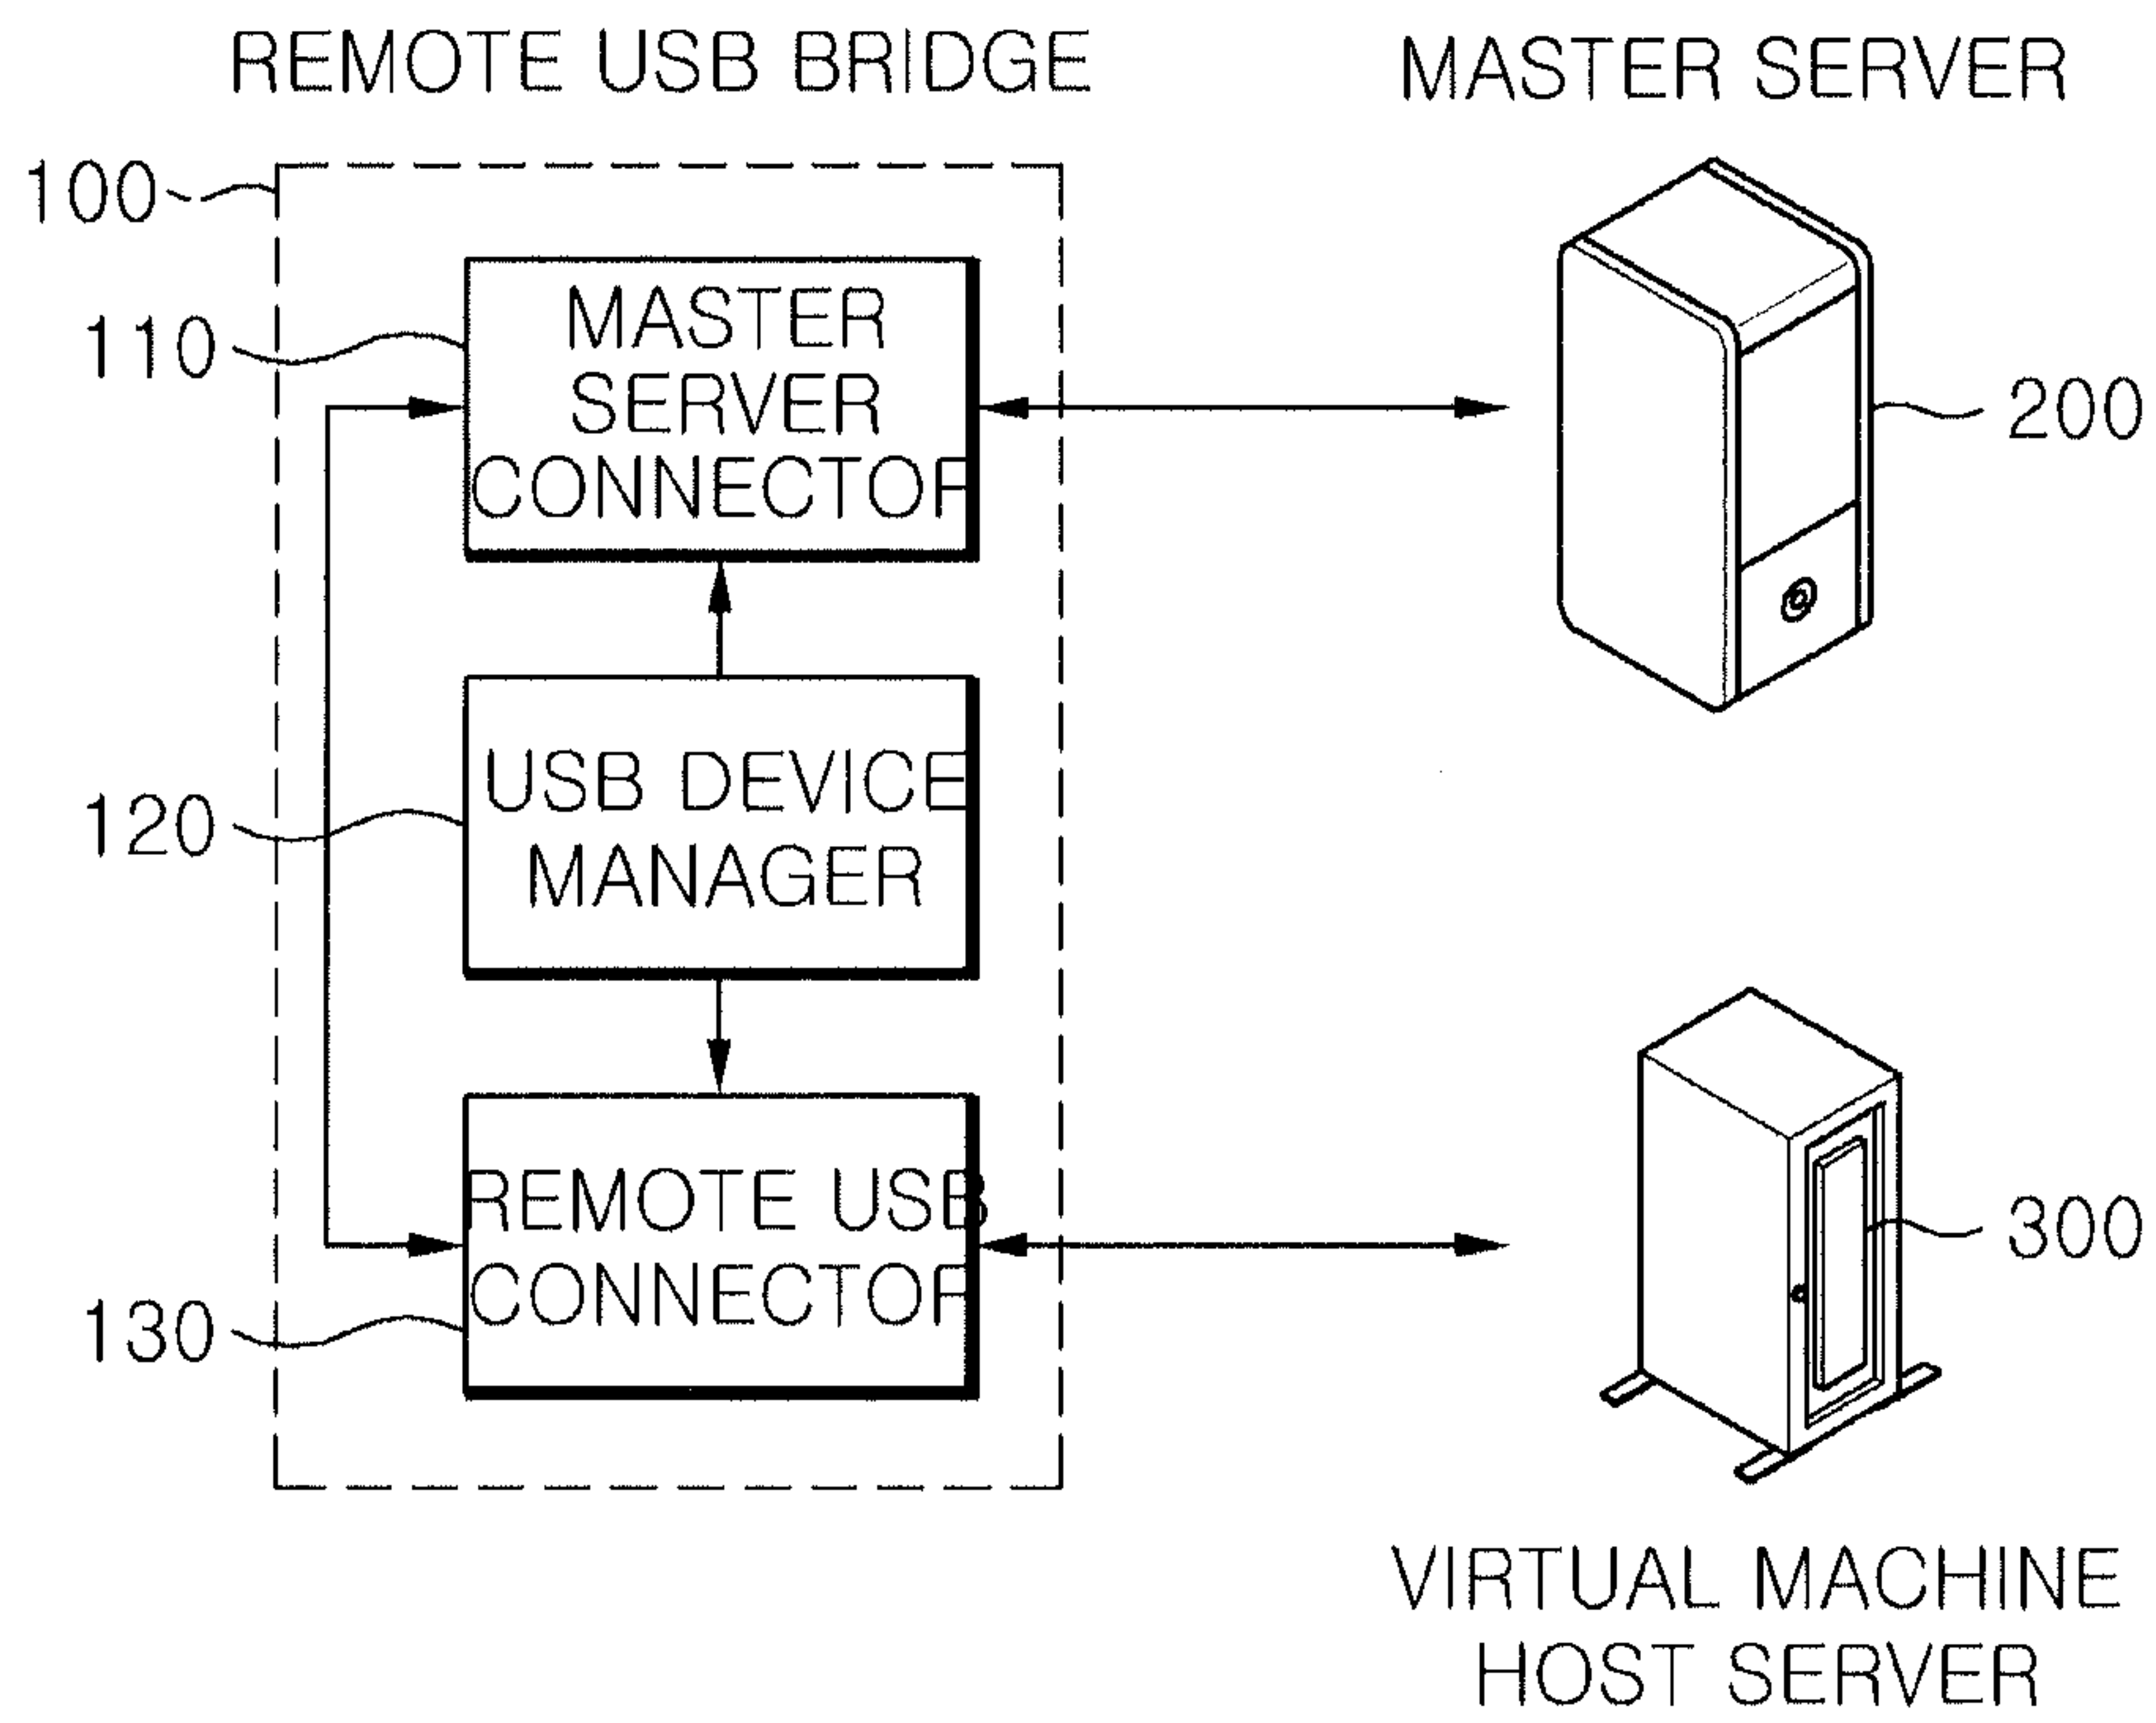 REMOTE USB BRIDGE
MASTER SERVER
100
110
MASTER
SERVER
CONNECTOR
200
120
USB DEVICE
MANAGER
130
REMOTE USB
CONNECTOR
300
VIRTUAL MACHINE
HOST SERVER